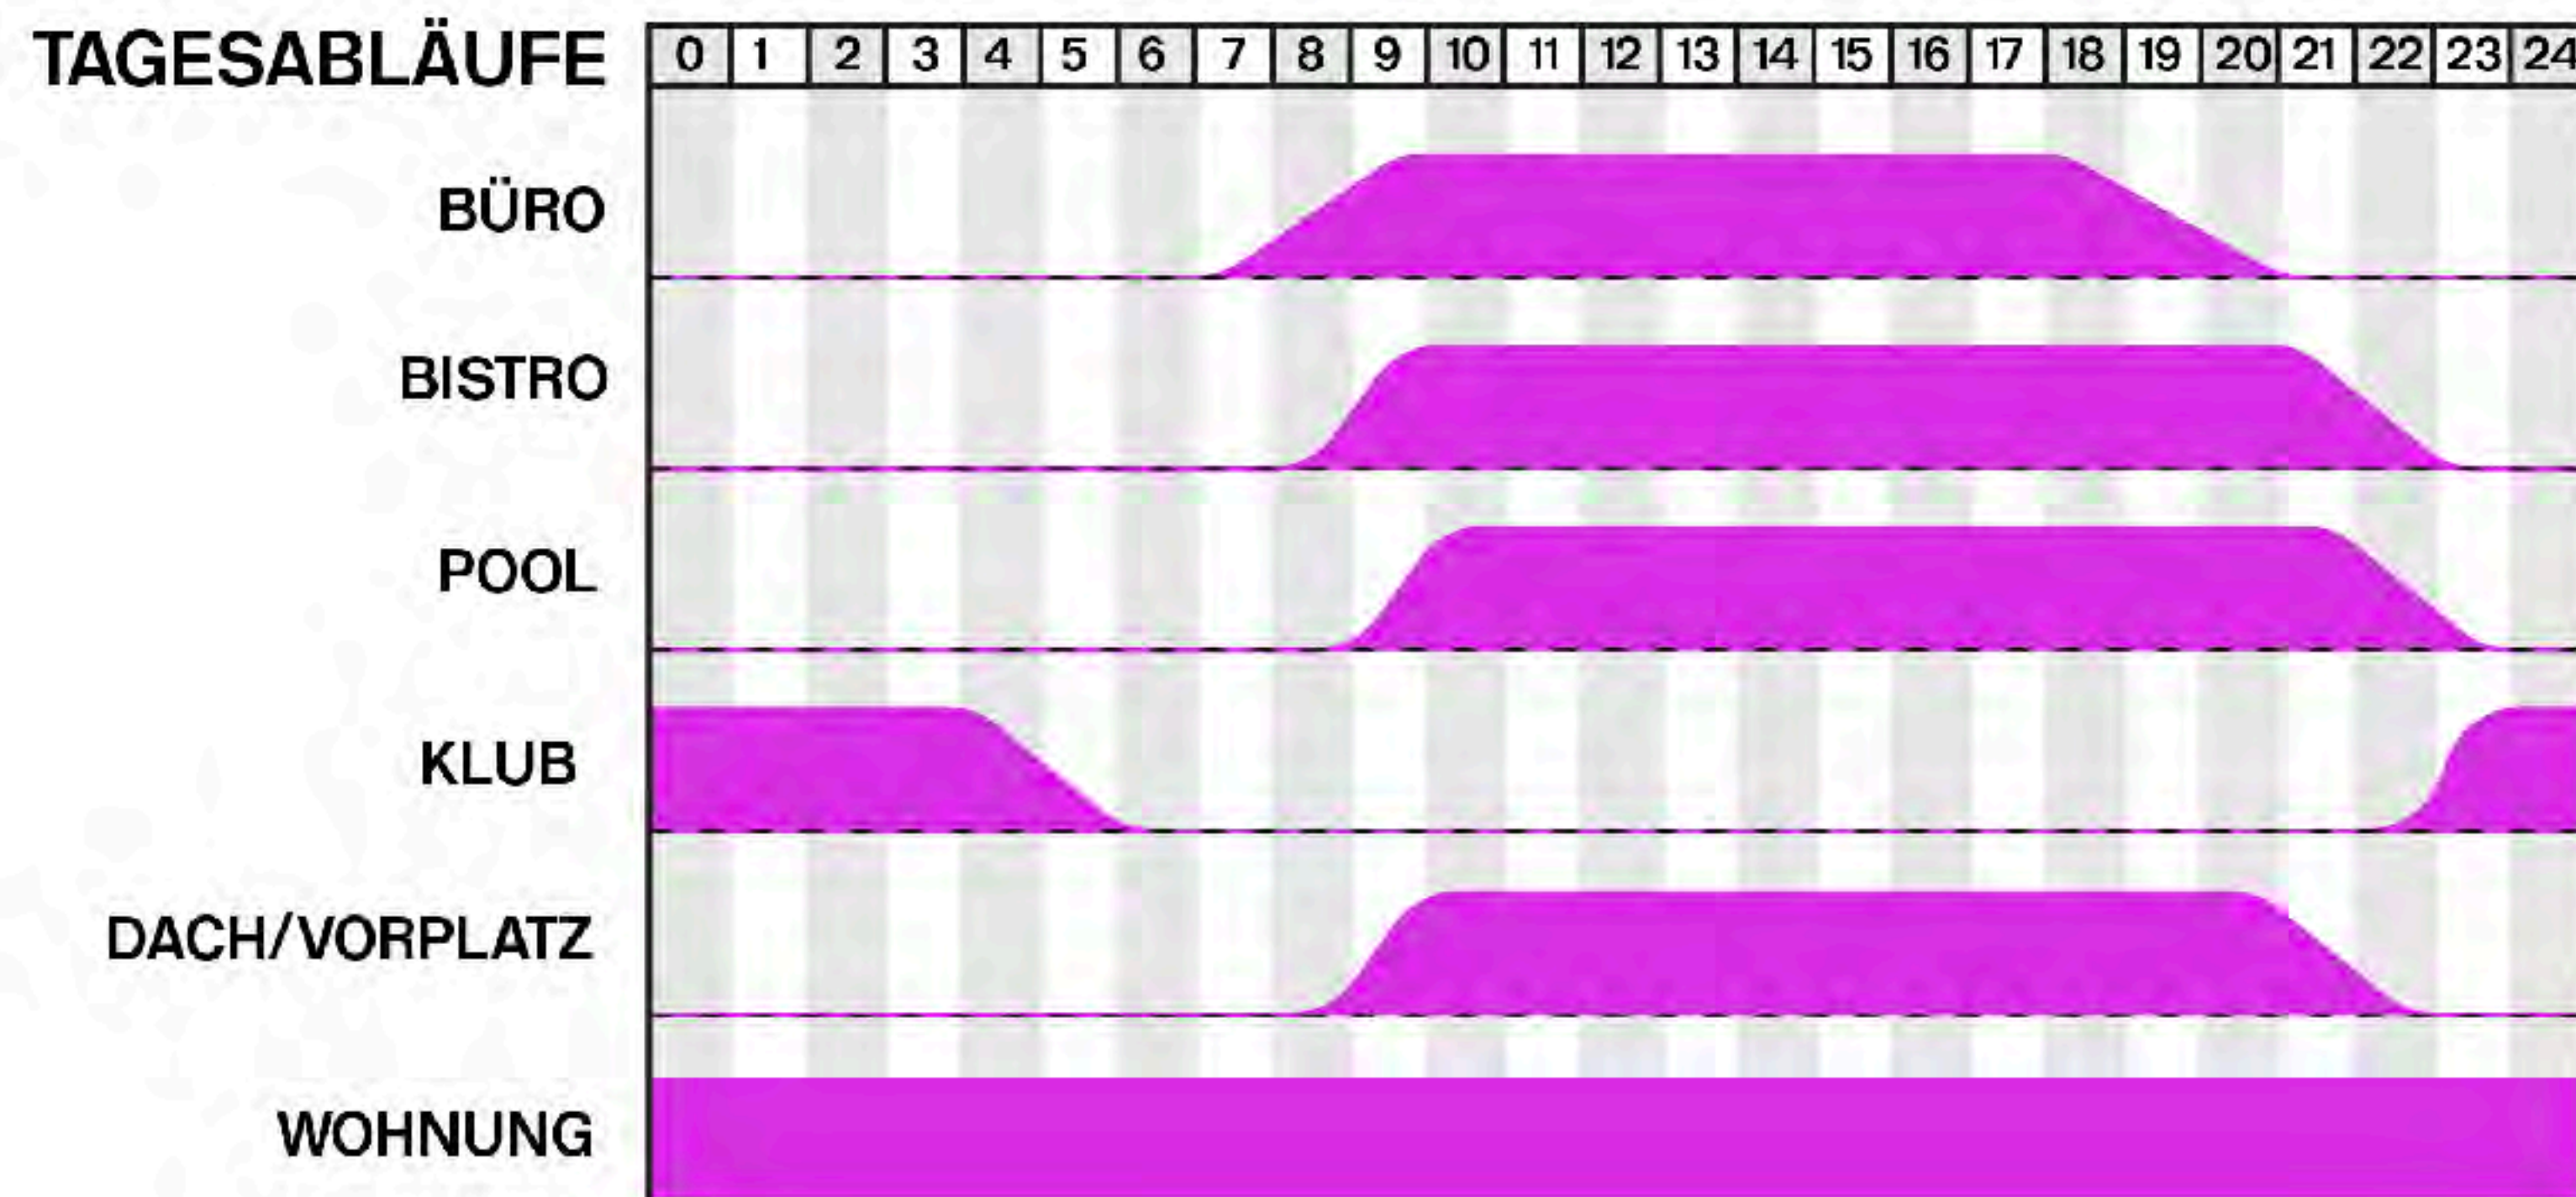 TAGESABLÄUFE 0 1 2 3 4 5 6 7 8 9 10 11 12 13 14 15 16 17 18 19 20 21 22 23 24
BÜRO
BISTRO
POOL
KLUB
DACH/VORPLATZ
WOHNUNG